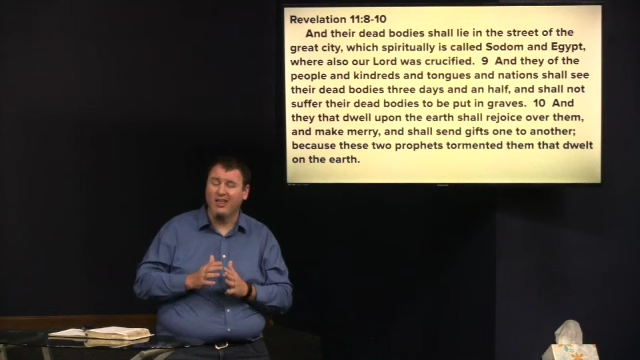 Revelation 11:8-10
And their dead bodies shall lie in the street of the
great city, which spiritually is called Sodom and Egypt,
where also our Lord was crucified. 9 And they of the
people and kindreds and tongues and nations shall see
their dead bodies three days and an half, and shall not
suffer their dead bodies to be put in graves. 10 And
they that dwell upon the earth shall rejoice over them,
and make merry, and shall send gifts one to another;
because these two prophets tormented them that dwelt
on the earth.